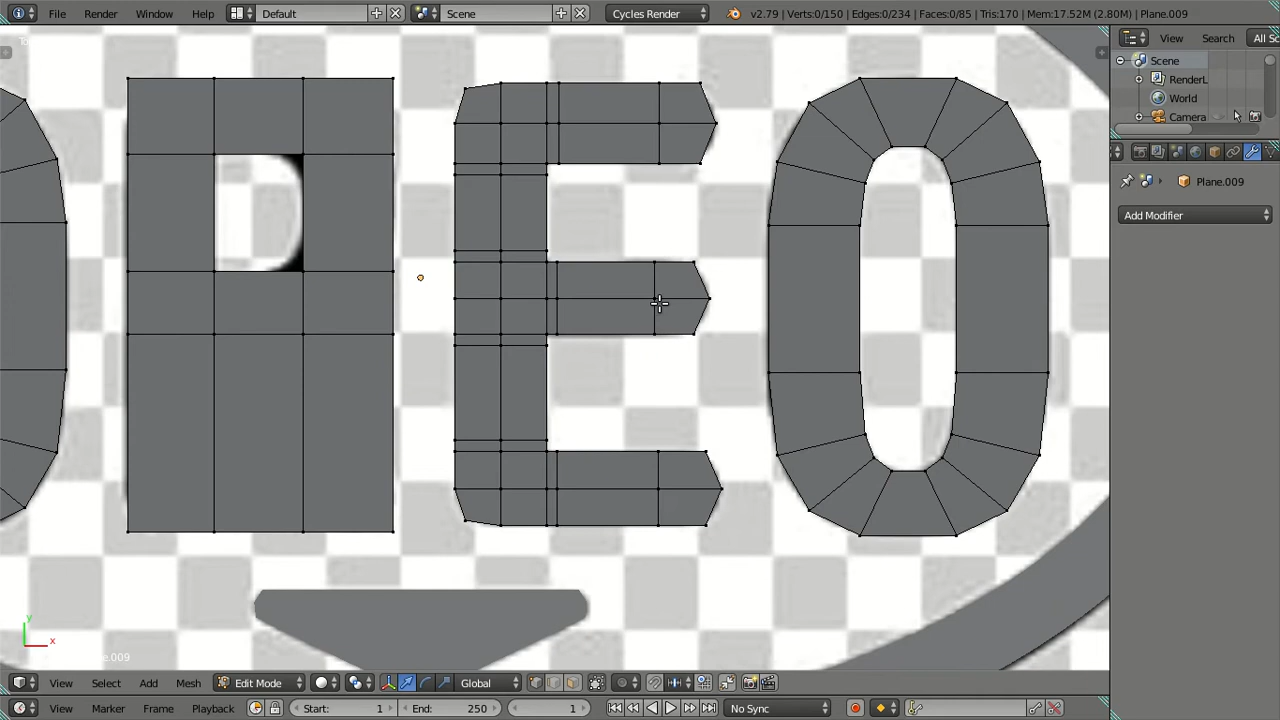 File Render Window Help Default Scene Cycles Render v2.79 | Verts:0/150 | Edges:0/234 | Faces:0/85 | Tris:170 | Mem:17.52M (2.80M) | Plane.009
View Search All Sc
Scene
RenderL
World
Camera
Plane.009
Add Modifier
E O
y
x
e.009
View Select Add Mesh Edit Mode Global
View Marker Frame Playback Start: 1 End: 250 1 No Sync